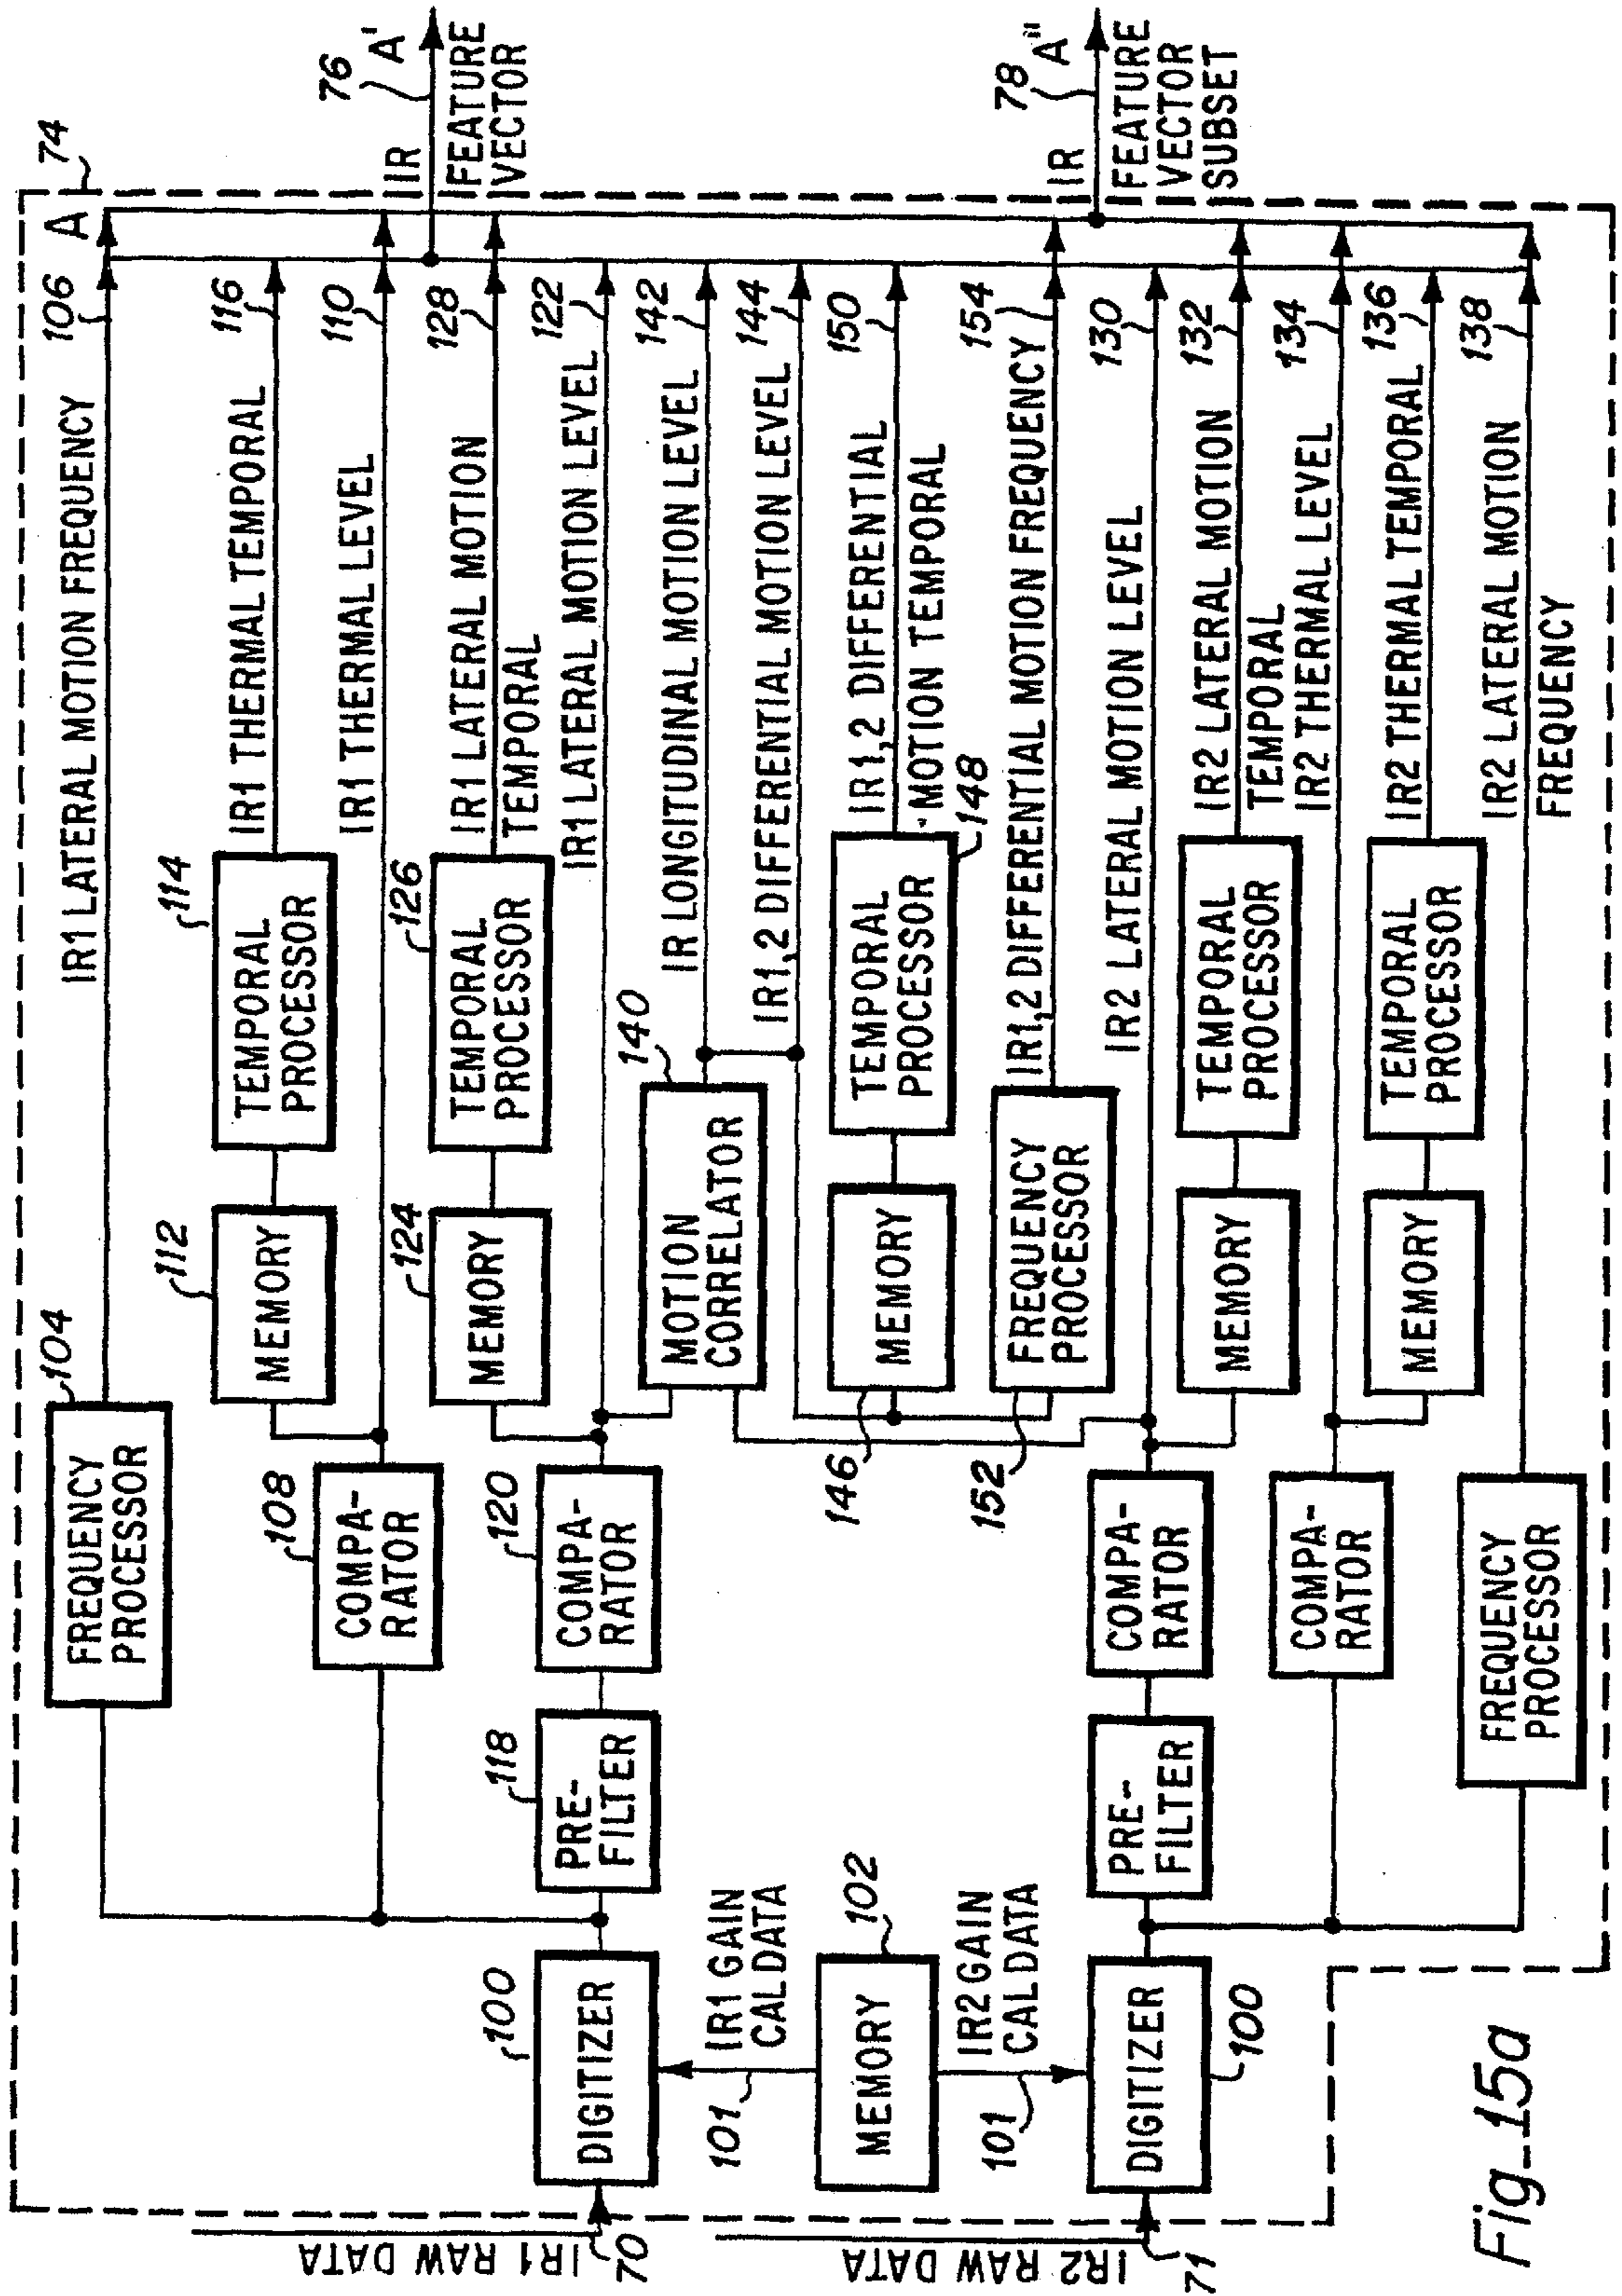 106
A
74
IR1 LATERAL MOTION FREQUENCY
104
FREQUENCY
PROCESSOR
76
A'
IR
FEATURE
VECTOR
114
116
IR1 THERMAL TEMPORAL
TEMPORAL
PROCESSOR
112
MEMORY
110
IR1 THERMAL LEVEL
108
COMPA-
RATOR
126
128
IR1 LATERAL MOTION
TEMPORAL
TEMPORAL
PROCESSOR
124
MEMORY
122
IR1 LATERAL MOTION LEVEL
120
COMPA-
RATOR
118
PRE-
FILTER
100
DIGITIZER
IR1 RAW DATA
70
142
IR LONGITUDINAL MOTION LEVEL
140
MOTION
CORRELATOR
144
IR1,2 DIFFERENTIAL MOTION LEVEL
IR1 GAIN
CAL DATA
101
150
IR1,2 DIFFERENTIAL
MOTION TEMPORAL
148
TEMPORAL
PROCESSOR
MEMORY
146
102
MEMORY
154
IR1,2 DIFFERENTIAL MOTION FREQUENCY
FREQUENCY
PROCESSOR
152
IR2 GAIN
CAL DATA
101
78
A"
IR
FEATURE
VECTOR
SUBSET
130
IR2 LATERAL MOTION LEVEL
COMPA-
RATOR
PRE-
FILTER
DIGITIZER
100
IR2 RAW DATA
71
132
IR2 LATERAL MOTION
TEMPORAL
TEMPORAL
PROCESSOR
MEMORY
134
IR2 THERMAL LEVEL
COMPA-
RATOR
136
IR2 THERMAL TEMPORAL
TEMPORAL
PROCESSOR
MEMORY
138
IR2 LATERAL MOTION
FREQUENCY
FREQUENCY
PROCESSOR
Fig_15a